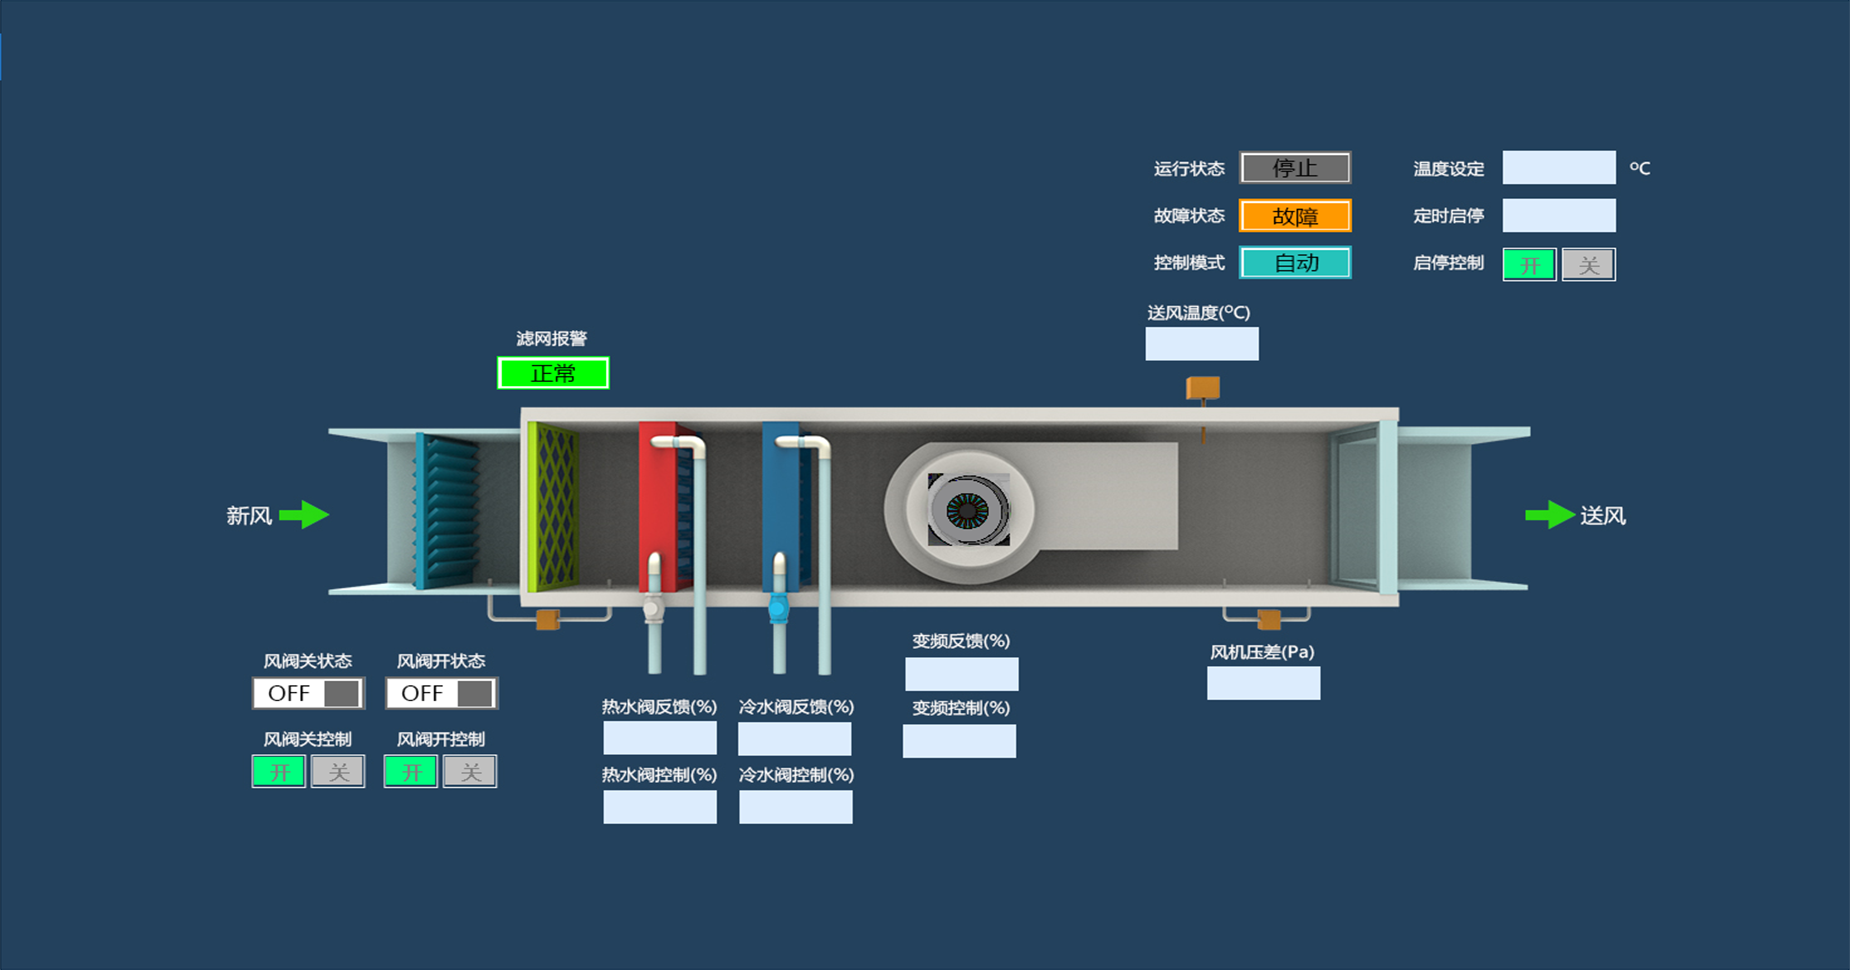 运行状态 停止 温度设定 ºC
故障状态 故障 定时启停
控制模式 自动 启停控制 开 关
送风温度(ºC)
滤网报警
正常
新风
送风
风阀关状态 风阀开状态
OFF OFF
风阀关控制 风阀开控制
开 关 开 关
热水阀反馈(%) 冷水阀反馈(%)
热水阀控制(%) 冷水阀控制(%)
变频反馈(%)
变频控制(%)
风机压差(Pa)